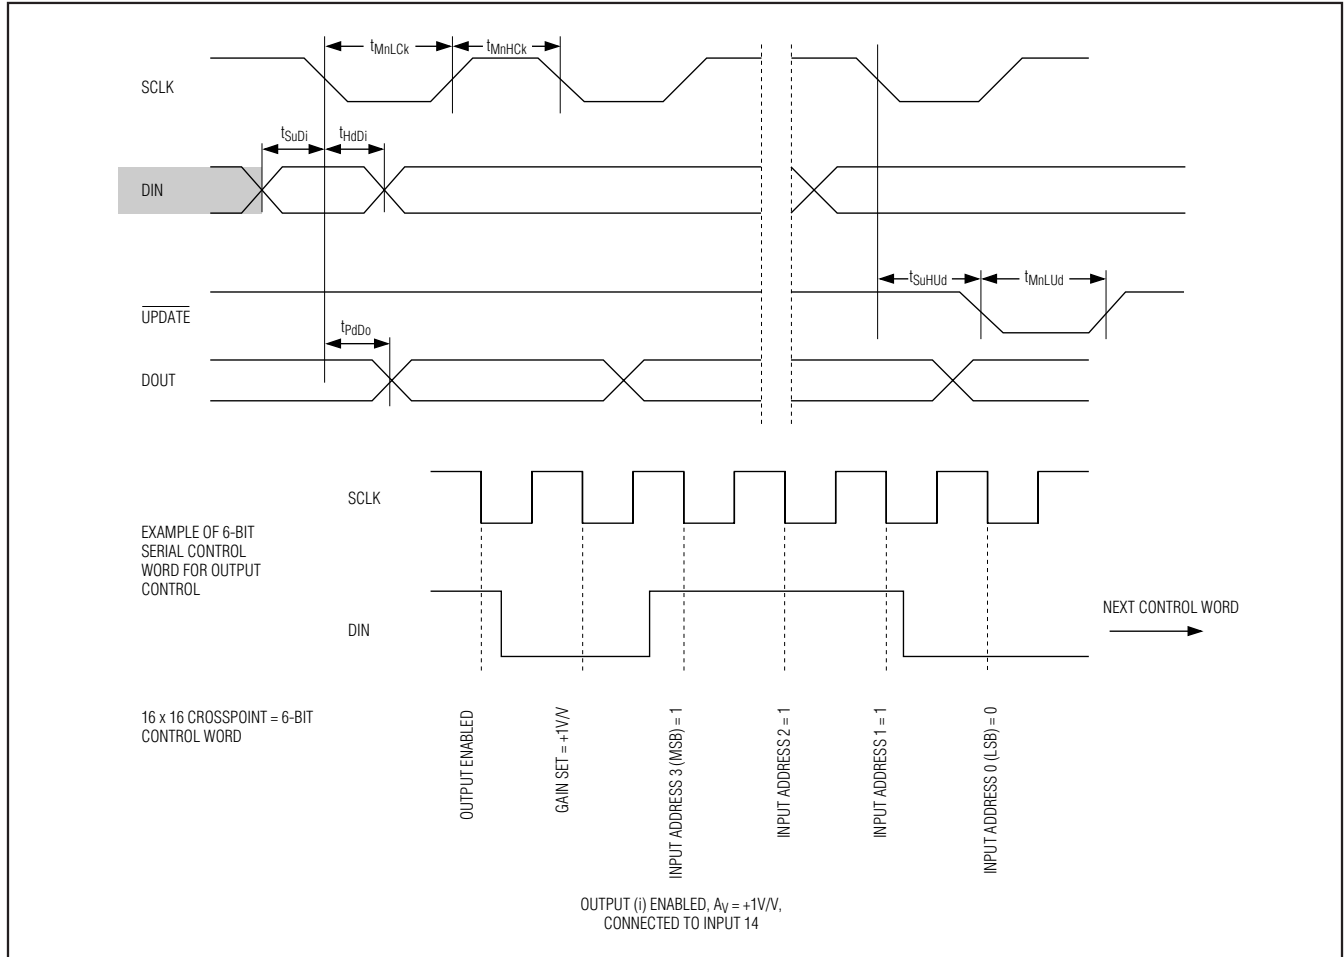 tMnLCk
tMnHCk
SCLK
tSuDi
tHdDi
DIN
tSuHUd
tMnLUd
UPDATE
tPdDo
DOUT
SCLK
EXAMPLE OF 6-BIT
SERIAL CONTROL
WORD FOR OUTPUT
CONTROL
DIN
NEXT CONTROL WORD
16 x 16 CROSSPOINT = 6-BIT
CONTROL WORD
OUTPUT ENABLED
GAIN SET = +1V/V
INPUT ADDRESS 3 (MSB) = 1
INPUT ADDRESS 2 = 1
INPUT ADDRESS 1 = 1
INPUT ADDRESS 0 (LSB) = 0
OUTPUT (i) ENABLED, AV = +1V/V,
CONNECTED TO INPUT 14